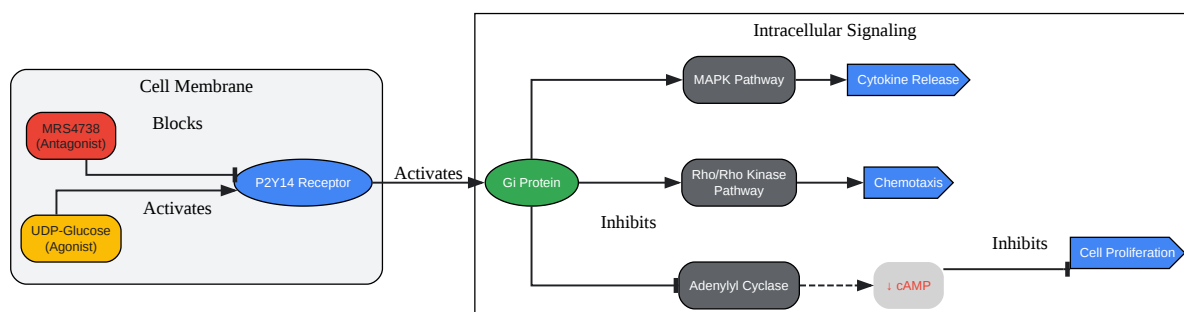 Intracellular Signaling
Cell Membrane
MAPK Pathway
Cytokine Release
MRS4738
(Antagonist)
Blocks
P2Y14 Receptor
Activates
Gi Protein
Rho/Rho Kinase
Pathway
Chemotaxis
Activates
UDP-Glucose
(Agonist)
Inhibits
Adenylyl Cyclase
↓ cAMP
Inhibits
Cell Proliferation